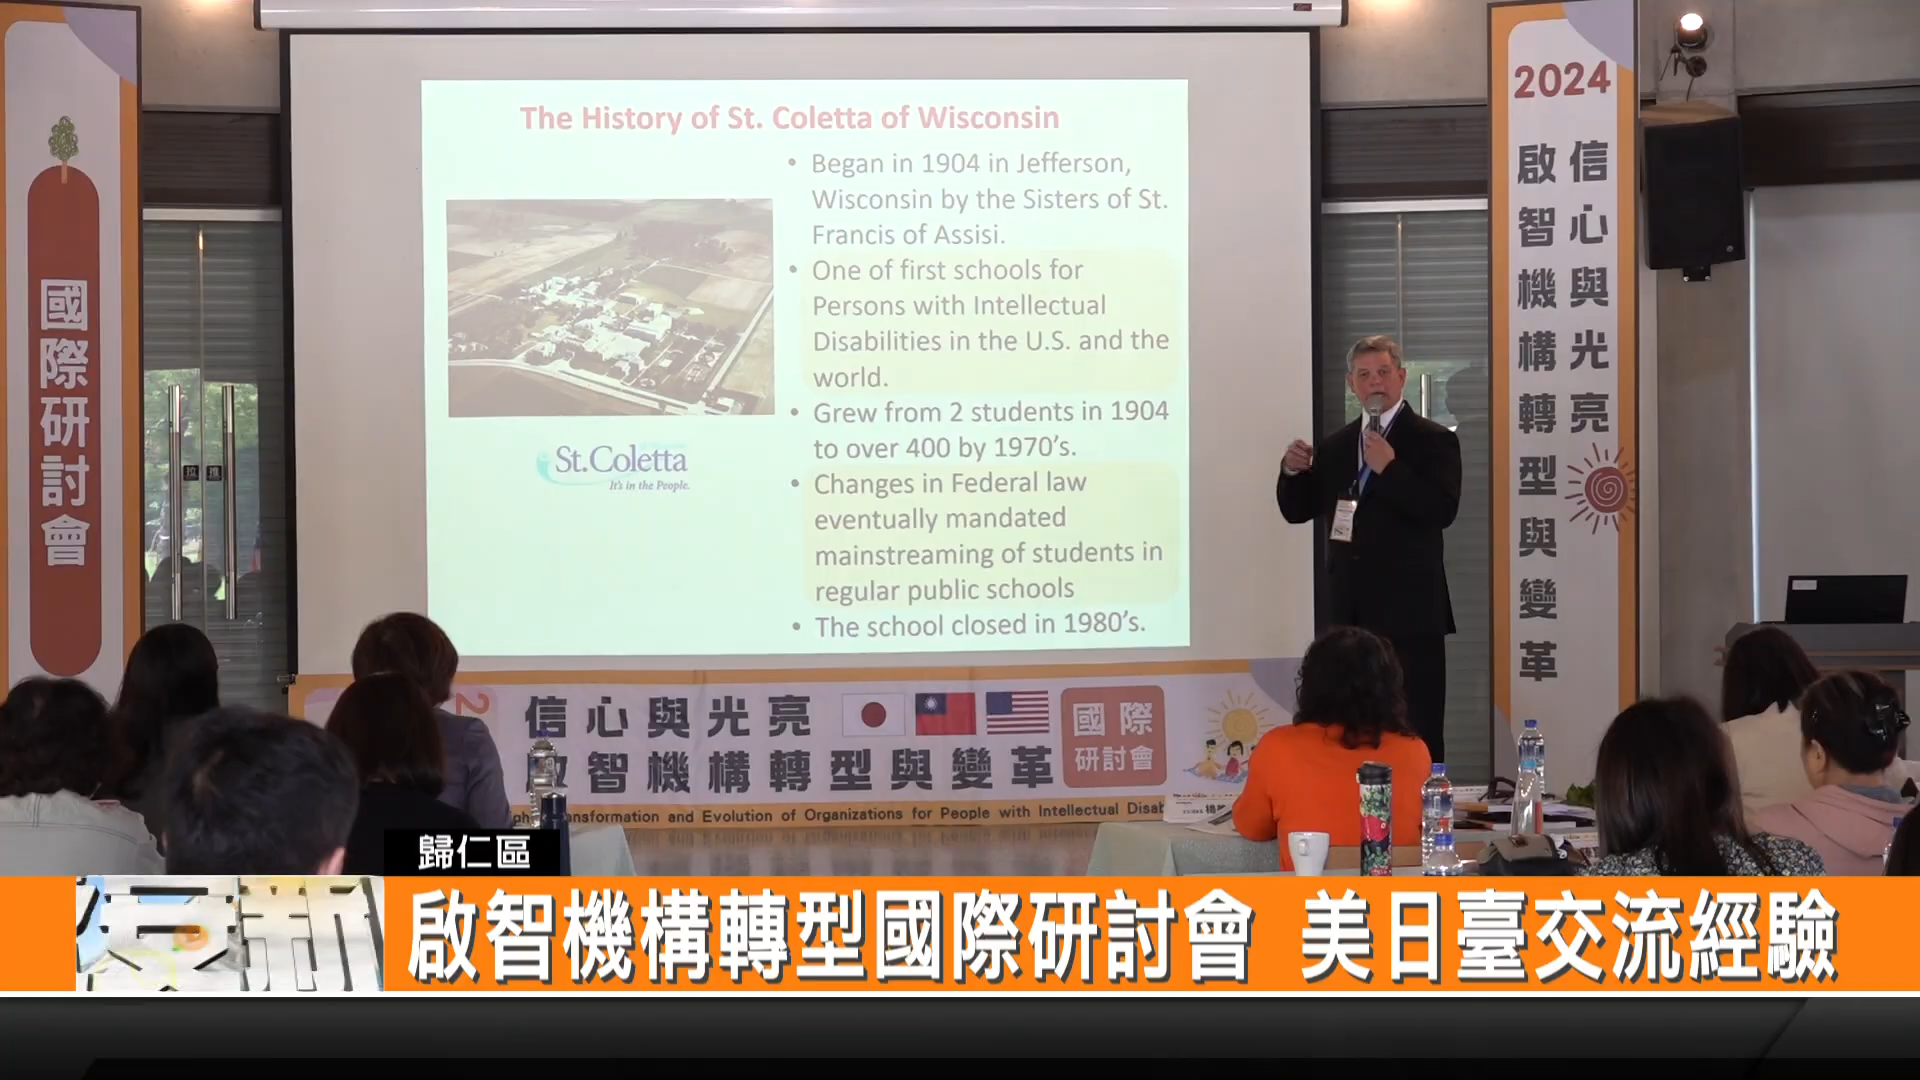 國際研討會
The History of St. Coletta of Wisconsin
• Began in 1904 in Jefferson,
Wisconsin by the Sisters of St.
Francis of Assisi.
• One of first schools for
Persons with Intellectual
Disabilities in the U.S. and the
world.
• Grew from 2 students in 1904
to over 400 by 1970's.
• Changes in Federal law
eventually mandated
mainstreaming of students in
regular public schools
• The school closed in 1980's.
St. Coletta
It's in the People.
2024
信心與光亮
啟智機構轉型與變革
拉
推
信心與光亮
啟智機構轉型與變革
國際
研討會
ansformation and Evolution of Organizations for People with Intellectual Disab
歸仁區
啟智機構轉型國際研討會 美日臺交流經驗